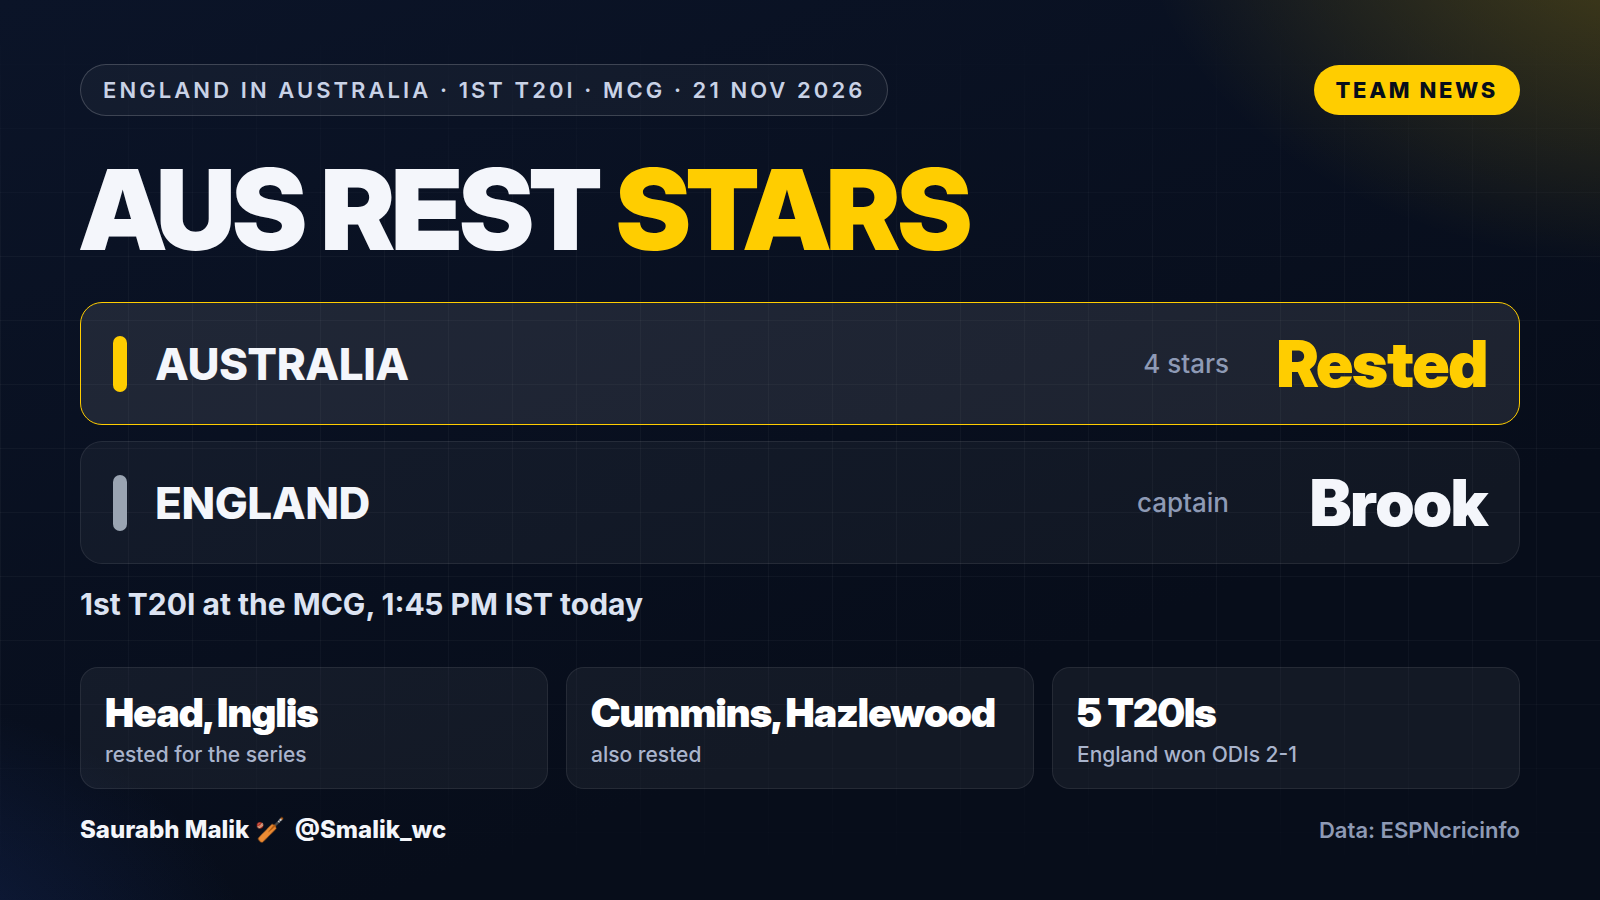 ENGLAND IN AUSTRALIA · 1ST T20I · MCG · 21 NOV 2026
TEAM NEWS
AUS REST STARS
AUSTRALIA 4 stars Rested
ENGLAND captain Brook
1st T20I at the MCG, 1:45 PM IST today
Head, Inglis
rested for the series
Cummins, Hazlewood
also rested
5 T20Is
England won ODIs 2-1
Saurabh Malik 🏏 @Smalik_wc
Data: ESPNcricinfo